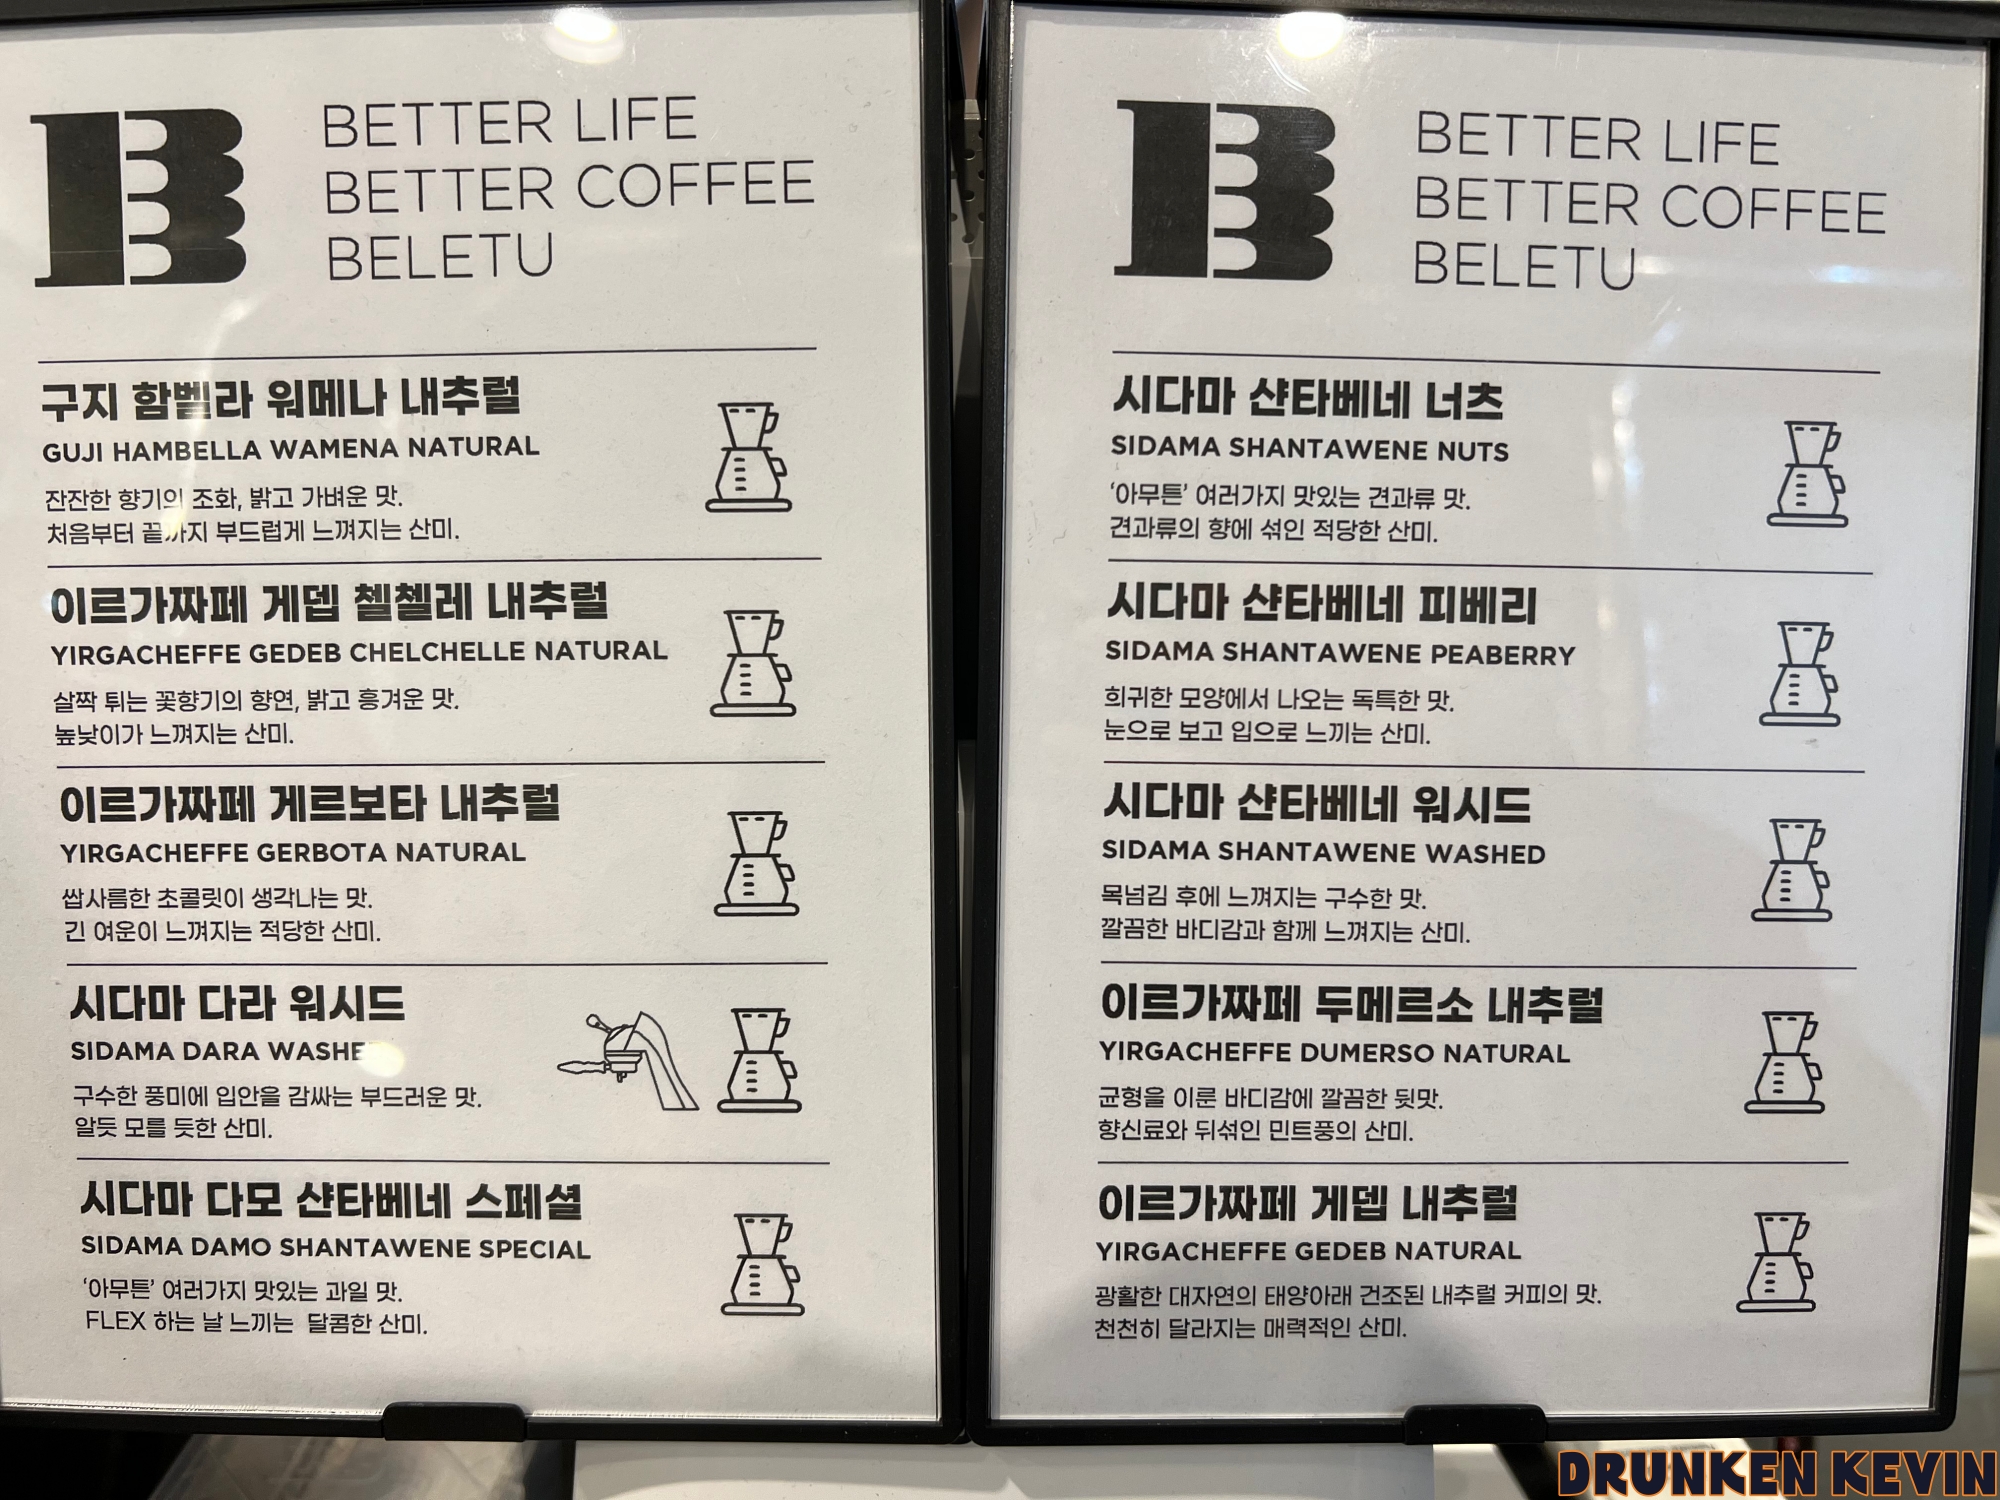 BETTER LIFE
BETTER COFFEE
BELETU
구지 함벨라 워메나 내추럴
GUJI HAMBELLA WAMENA NATURAL
잔잔한 향기의 조화, 밝고 가벼운 맛.
처음부터 끝까지 부드럽게 느껴지는 산미.
이르가짜페 게뎁 첼첼레 내추럴
YIRGACHEFFE GEDEB CHELCHELLE NATURAL
살짝 튀는 꽃향기의 향연, 밝고 흥겨운 맛.
높낮이가 느껴지는 산미.
이르가짜페 게르보타 내추럴
YIRGACHEFFE GERBOTA NATURAL
쌉사름한 초콜릿이 생각나는 맛.
긴 여운이 느껴지는 적당한 산미.
시다마 다라 워시드
SIDAMA DARA WASHE
구수한 풍미에 입안을 감싸는 부드러운 맛.
알듯 모를 듯한 산미.
시다마 다모 샨타베네 스페셜
SIDAMA DAMO SHANTAWENE SPECIAL
‘아무튼’ 여러가지 맛있는 과일 맛.
FLEX 하는 날 느끼는 달콤한 산미.
BETTER LIFE
BETTER COFFEE
BELETU
시다마 샨타베네 너츠
SIDAMA SHANTAWENE NUTS
‘아무튼’ 여러가지 맛있는 견과류 맛.
견과류의 향에 섞인 적당한 산미.
시다마 샨타베네 피베리
SIDAMA SHANTAWENE PEABERRY
희귀한 모양에서 나오는 독특한 맛.
눈으로 보고 입으로 느끼는 산미.
시다마 샨타베네 워시드
SIDAMA SHANTAWENE WASHED
목넘김 후에 느껴지는 구수한 맛.
깔끔한 바디감과 함께 느껴지는 산미.
이르가짜페 두메르소 내추럴
YIRGACHEFFE DUMERSO NATURAL
균형을 이룬 바디감에 깔끔한 뒷맛.
향신료와 뒤섞인 민트풍의 산미.
이르가짜페 게뎁 내추럴
YIRGACHEFFE GEDEB NATURAL
광활한 대자연의 태양아래 건조된 내추럴 커피의 맛.
천천히 달라지는 매력적인 산미.
DRUNKEN KEVIN